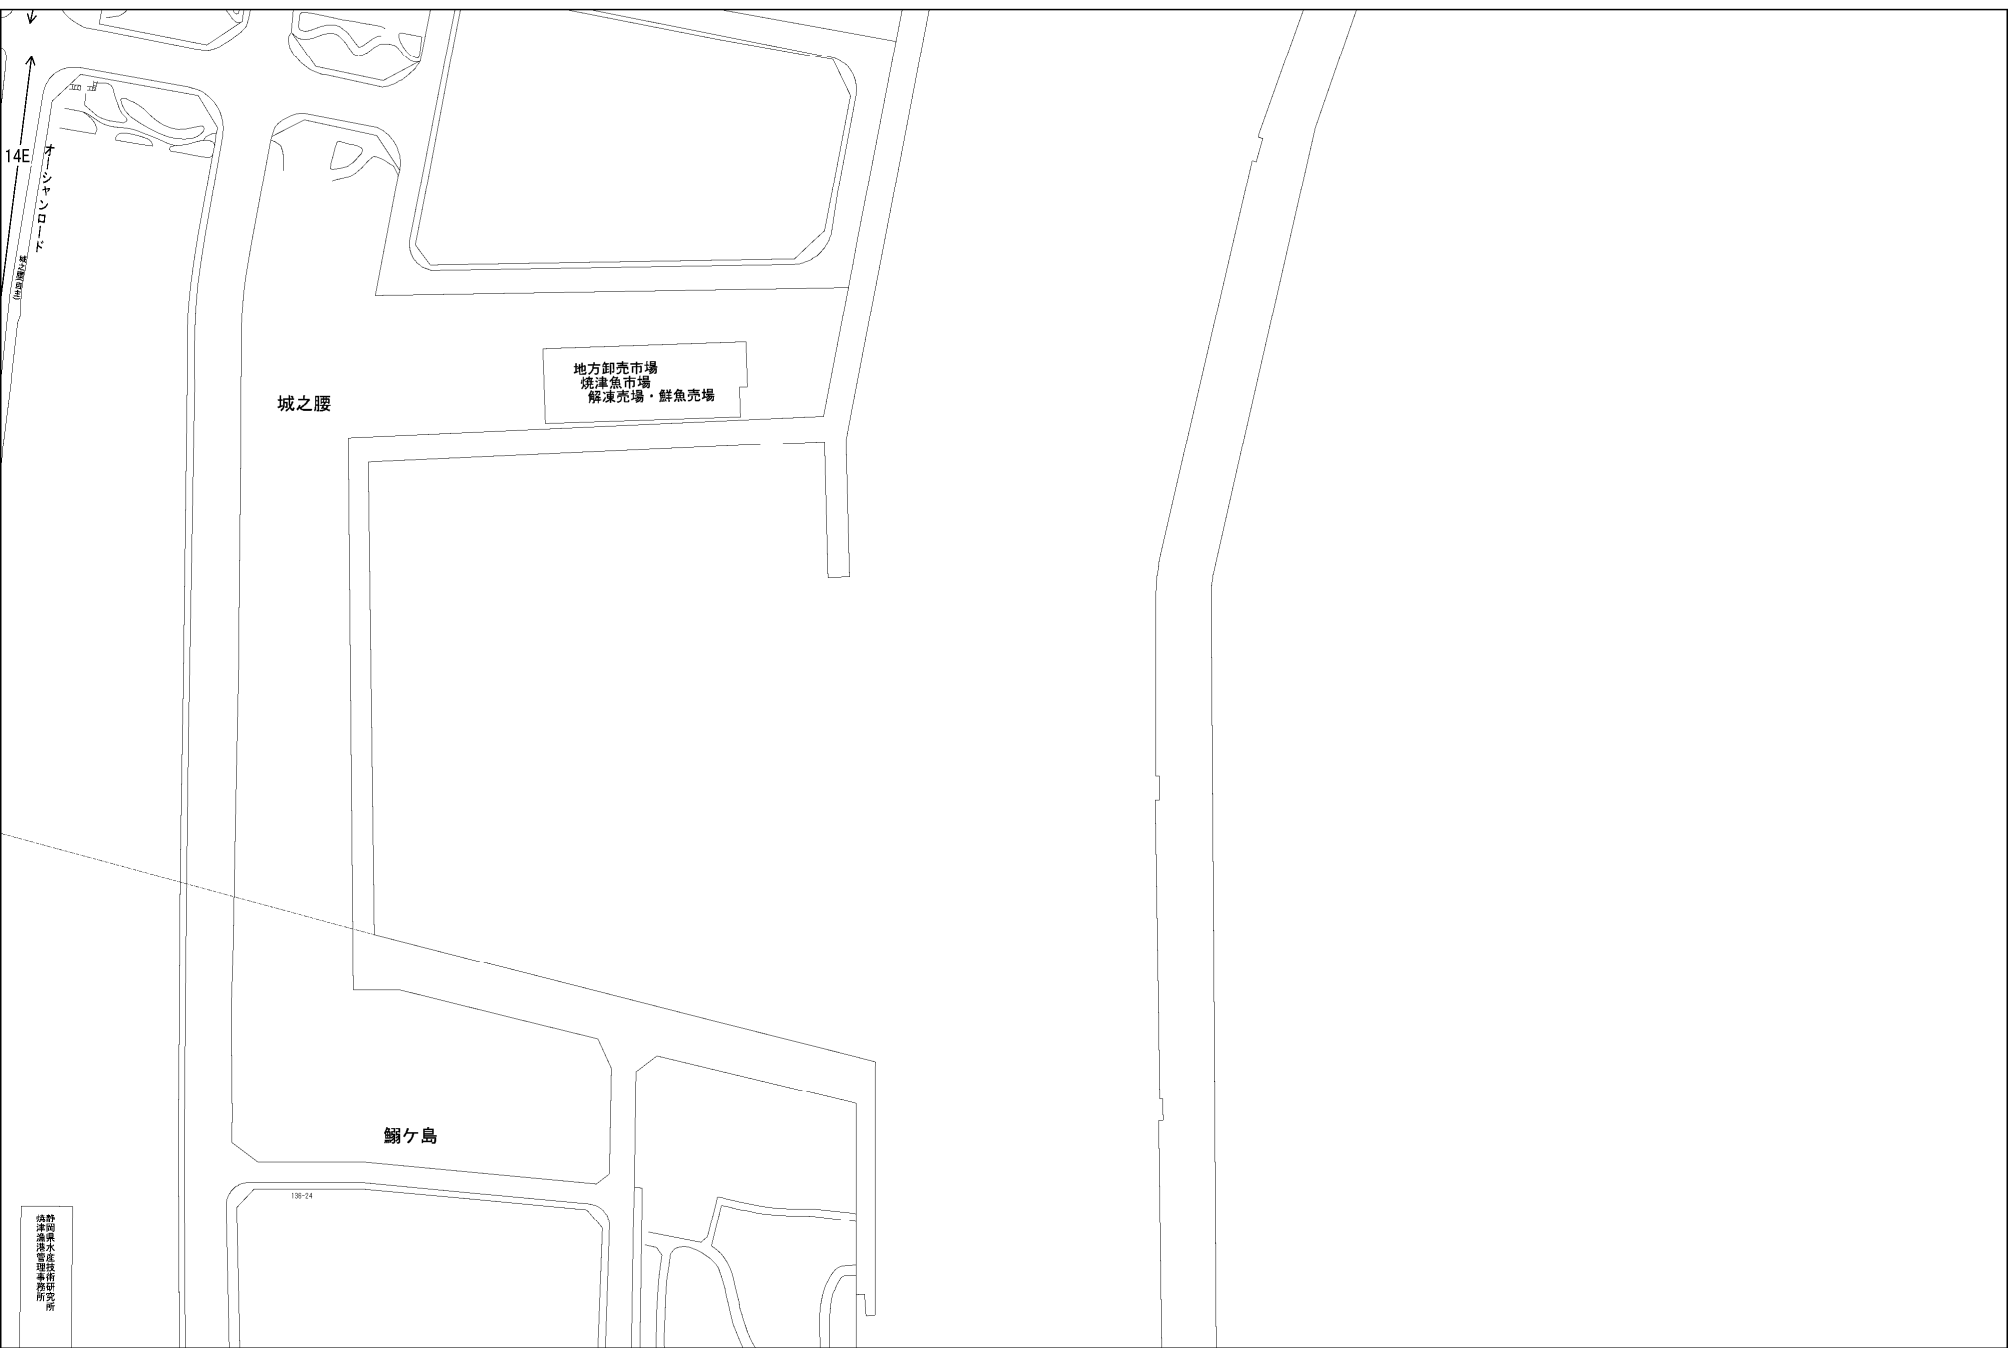 14E
オーシャンロード
地方卸売市場
焼津魚市場
解凍売場・鮮魚売場
城之腰
鰯ケ島
136-24
静岡県水産技術研究所
焼津漁港管理事務所